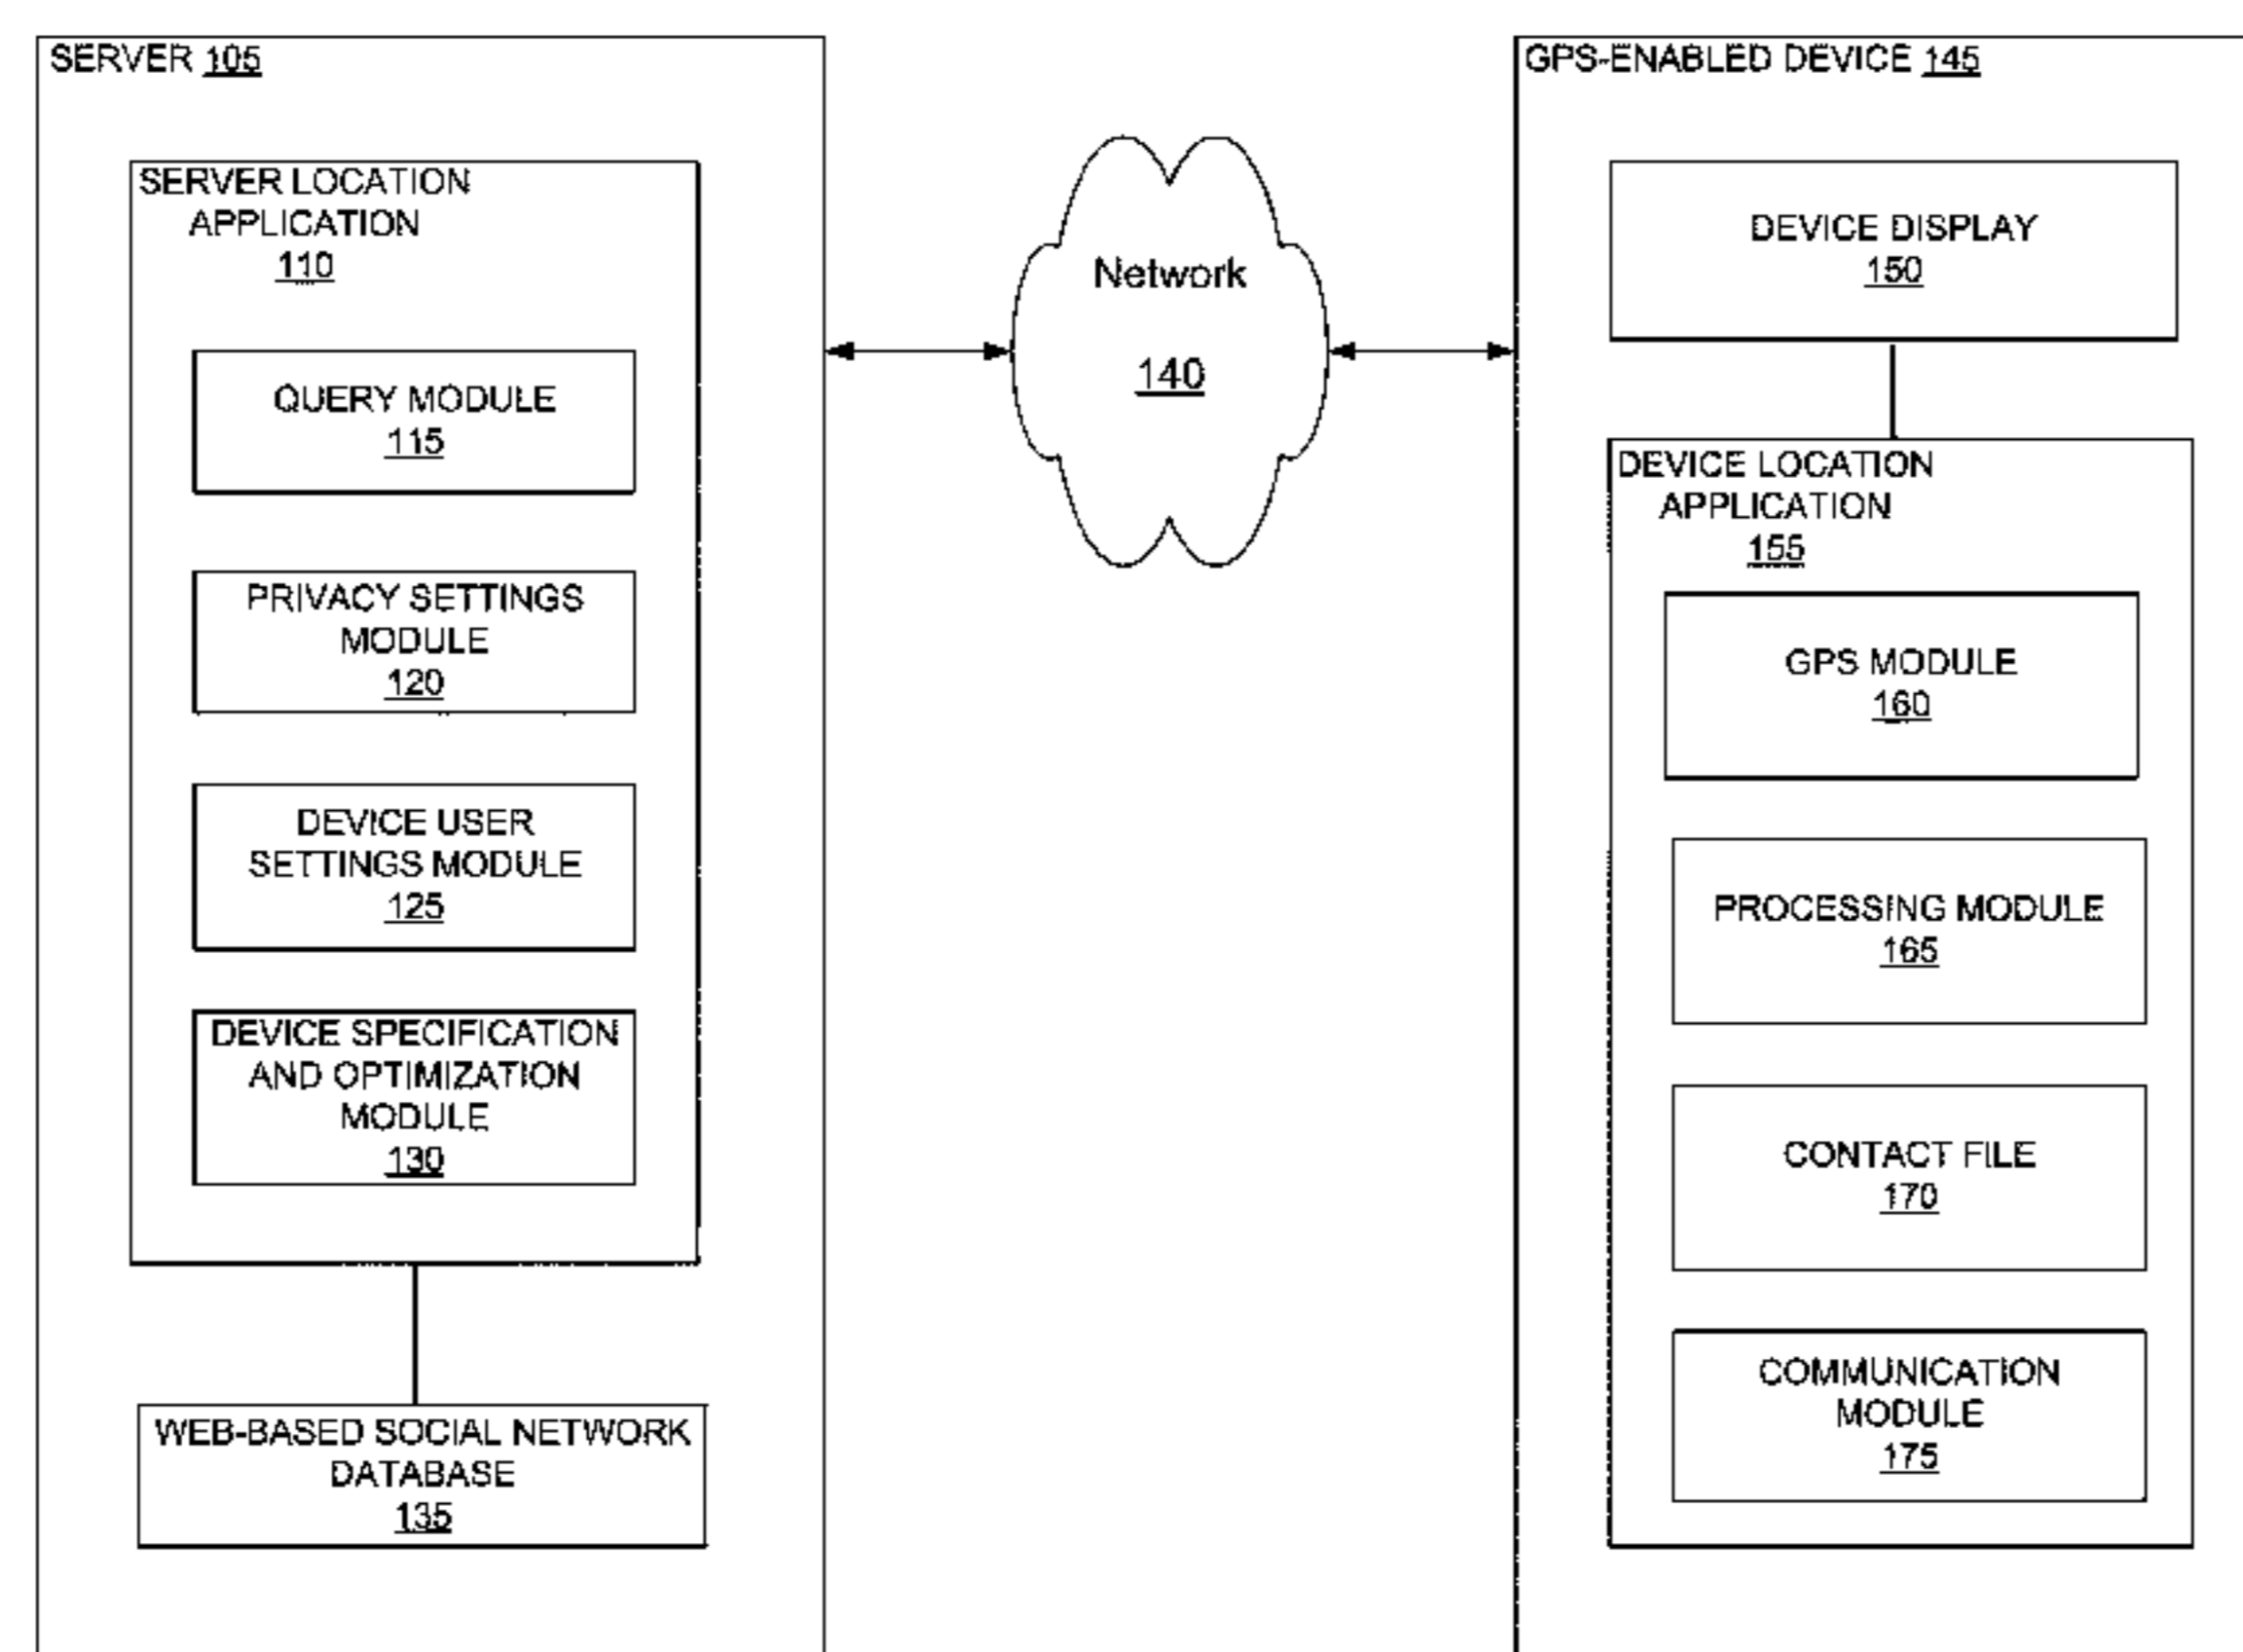 SERVER 105
SERVER LOCATION
APPLICATION
110
QUERY MODULE
115
PRIVACY SETTINGS
MODULE
120
DEVICE USER
SETTINGS MODULE
125
DEVICE SPECIFICATION
AND OPTIMIZATION
MODULE
130
WEB-BASED SOCIAL NETWORK
DATABASE
135
Network
140
GPS-ENABLED DEVICE 145
DEVICE DISPLAY
150
DEVICE LOCATION
APPLICATION
155
GPS MODULE
160
PROCESSING MODULE
165
CONTACT FILE
170
COMMUNICATION
MODULE
175